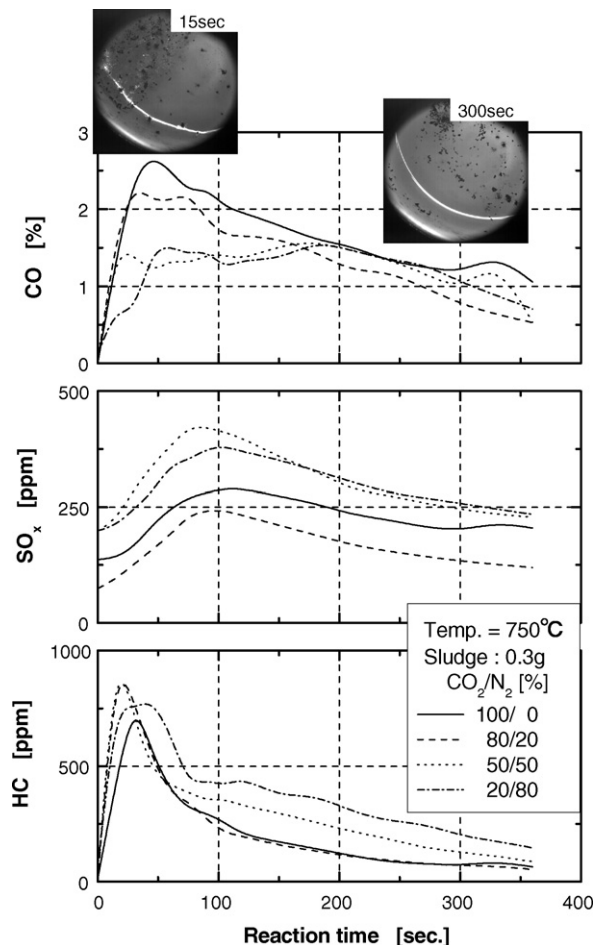 15sec
300sec
3
2
1
0
CO [%]
500
250
0
SOx [ppm]
1000
500
0
HC [ppm]
Temp. = 750°C
Sludge : 0.3g
CO2/N2 [%]
100/ 0
80/20
50/50
20/80
0 100 200 300 400
Reaction time [sec.]